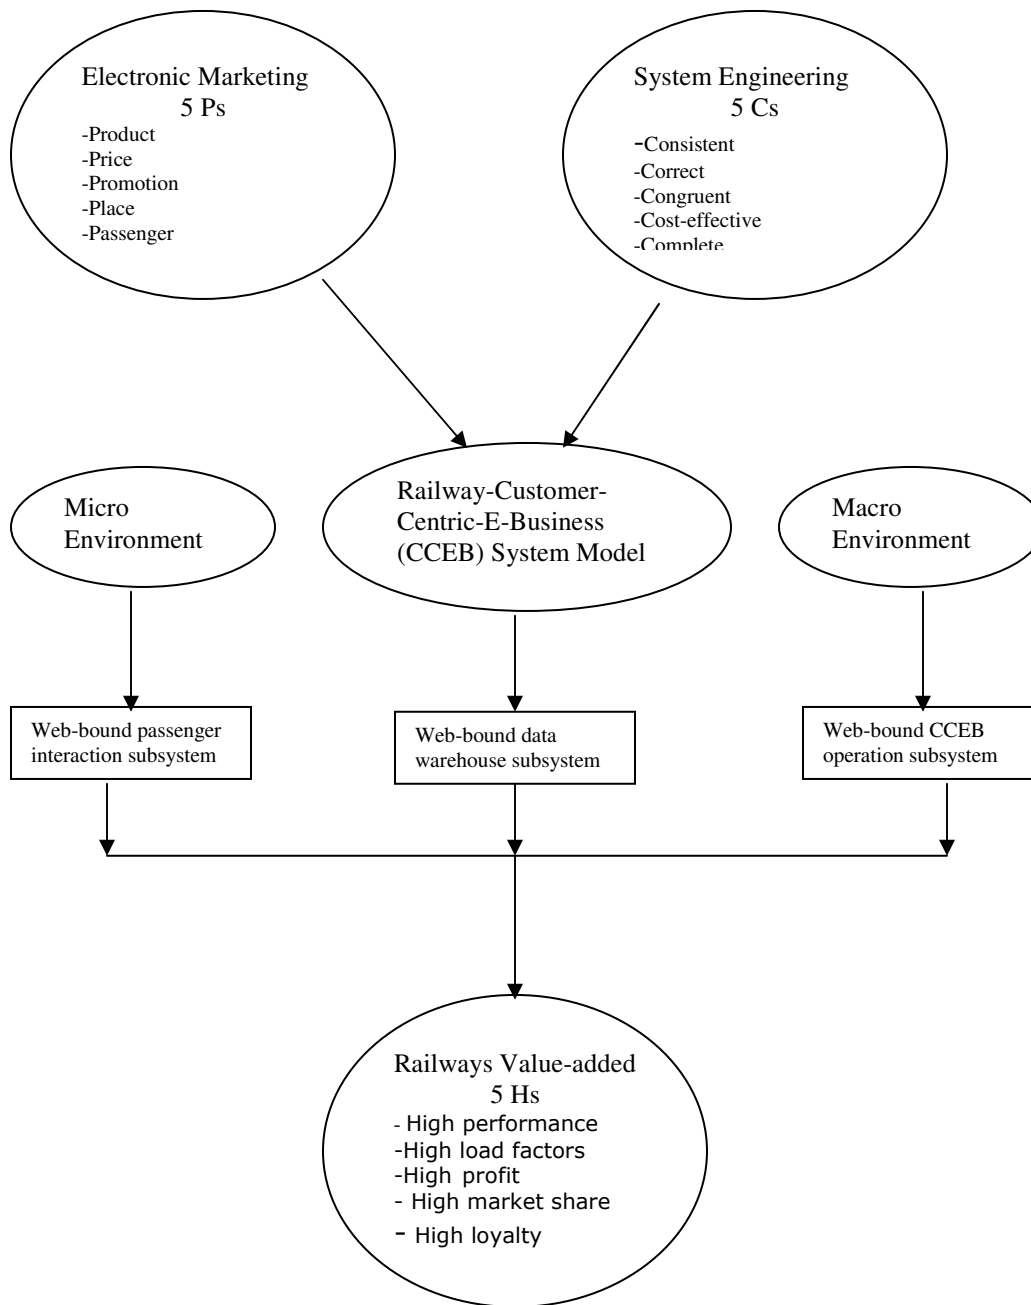 Electronic Marketing
5 Ps
-Product
-Price
-Promotion
-Place
-Passenger
System Engineering
5 Cs
-Consistent
-Correct
-Congruent
-Cost-effective
-Complete
Micro
Environment
Railway-Customer-
Centric-E-Business
(CCEB) System Model
Macro
Environment
Web-bound passenger
interaction subsystem
Web-bound data
warehouse subsystem
Web-bound CCEB
operation subsystem
Railways Value-added
5 Hs
- High performance
-High load factors
-High profit
- High market share
- High loyalty